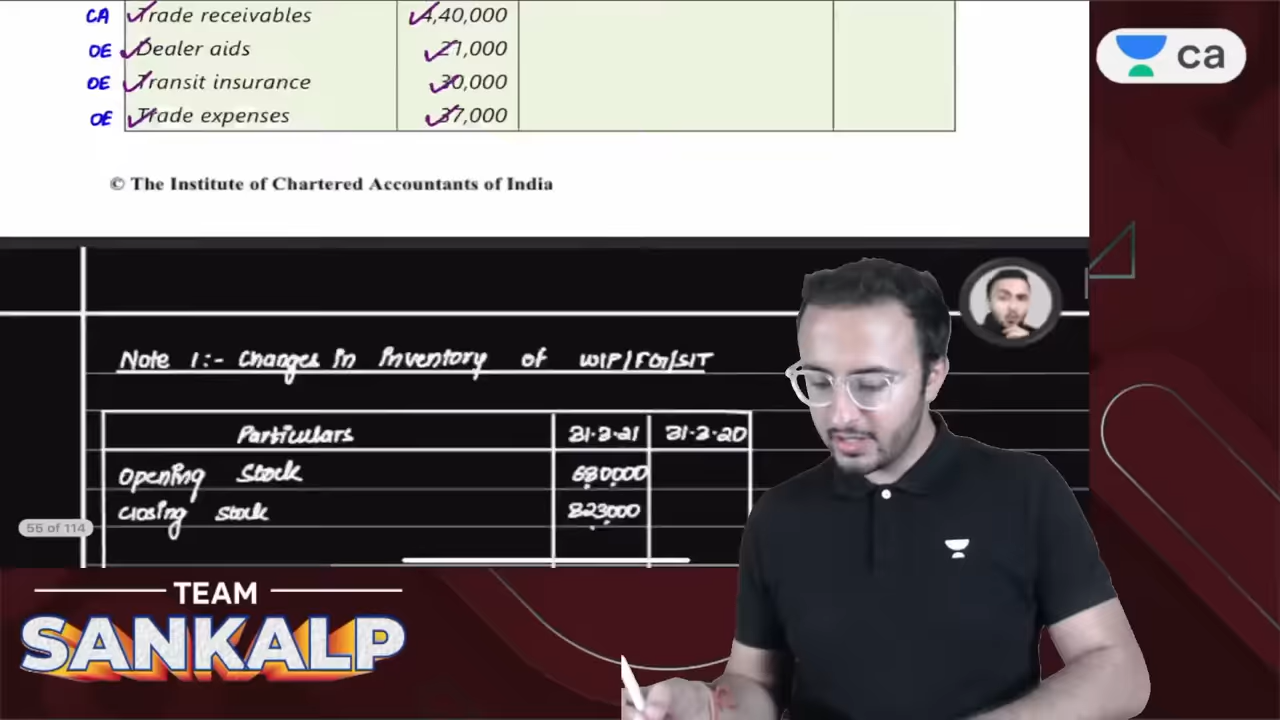 CA Trade receivables 4,40,000
OE Dealer aids 21,000
OE Transit insurance 30,000
OE Trade expenses 37,000
© The Institute of Chartered Accountants of India
ca
Note 1:- Changes in inventory of WIP/FG/SIT
Particulars 31.3.21 31.3.20
Opening Stock 680000
Closing stock 823000
55 of 114
TEAM
SANKALP